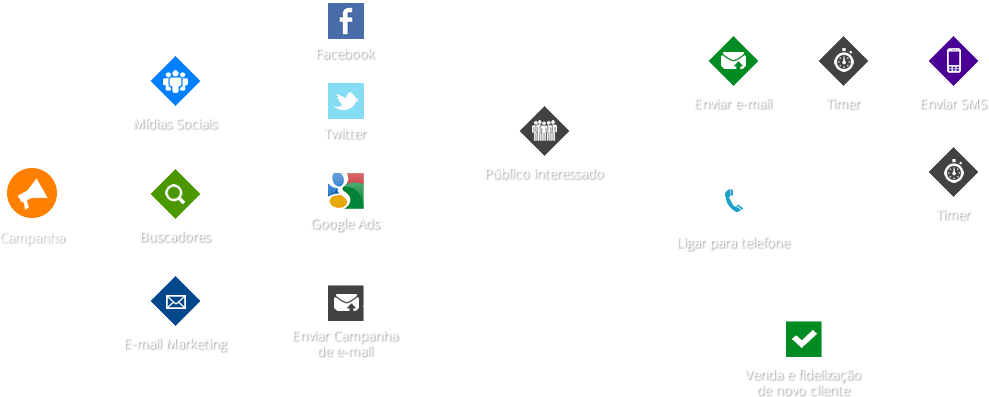 Facebook
Enviar e-mail
Timer
Enviar SMS
Mídias Sociais
Twitter
Público interessado
Timer
Google Ads
Campanha
Buscadores
Ligar para telefone
Enviar Campanha
de e-mail
E-mail Marketing
Venda e fidelização
de novo cliente